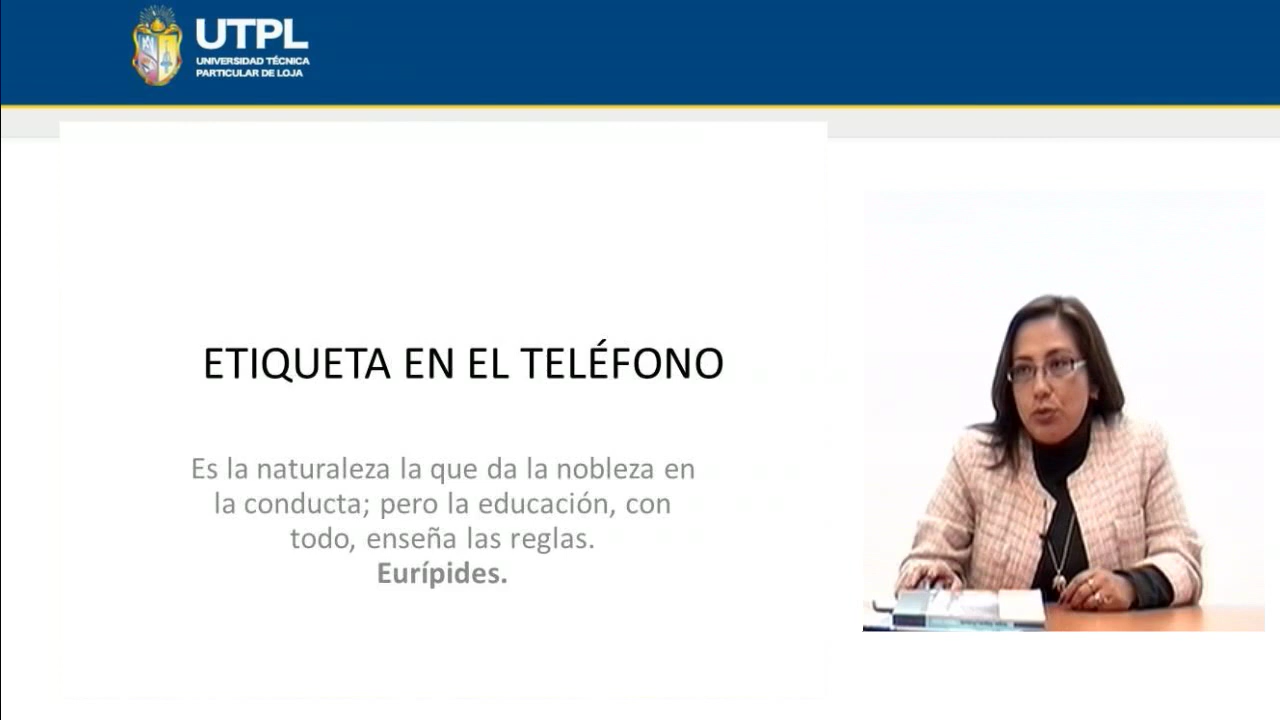 UTPL
UNIVERSIDAD TÉCNICA
PARTICULAR DE LOJA
ETIQUETA EN EL TELÉFONO
Es la naturaleza la que da la nobleza en
la conducta; pero la educación, con
todo, enseña las reglas.
Eurípides.